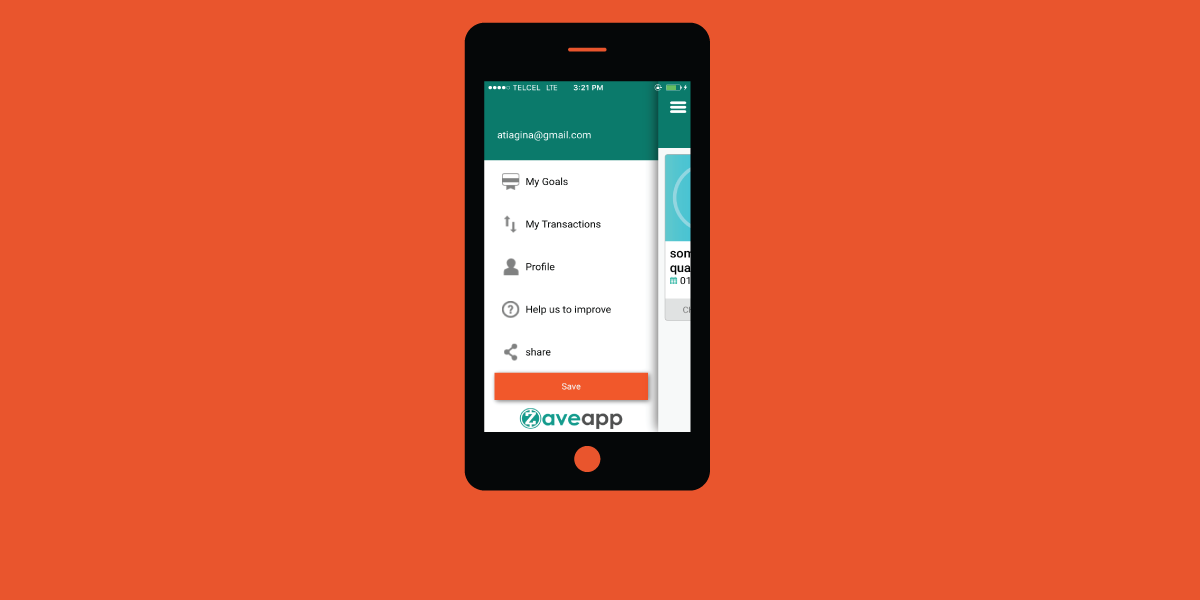 TELCEL LTE 3:21 PM
atiagina@gmail.com
My Goals
My Transactions
Profile
Help us to improve
share
Save
Zaveapp
som
qua
01